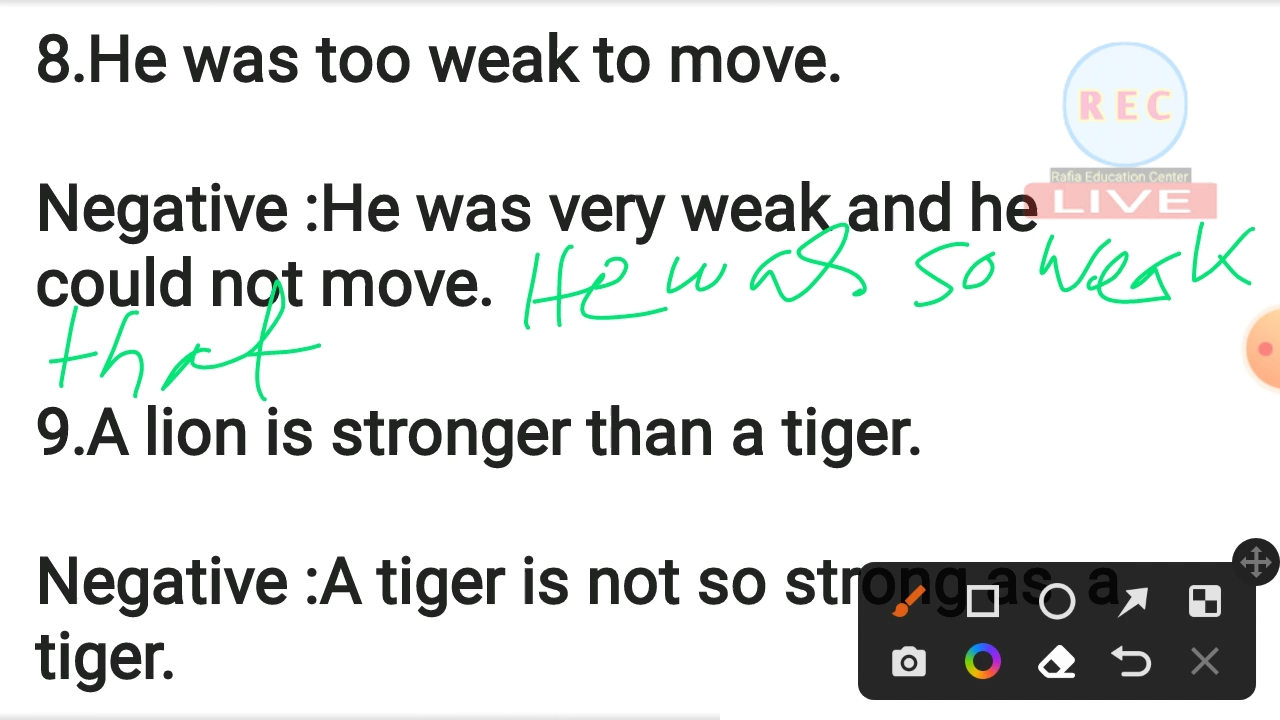 8.He was too weak to move.
R E C
Rafia Education Center
LIVE
Negative :He was very weak and he
could not move. He was so weak
that
9.A lion is stronger than a tiger.
Negative :A tiger is not so strong as a
tiger.